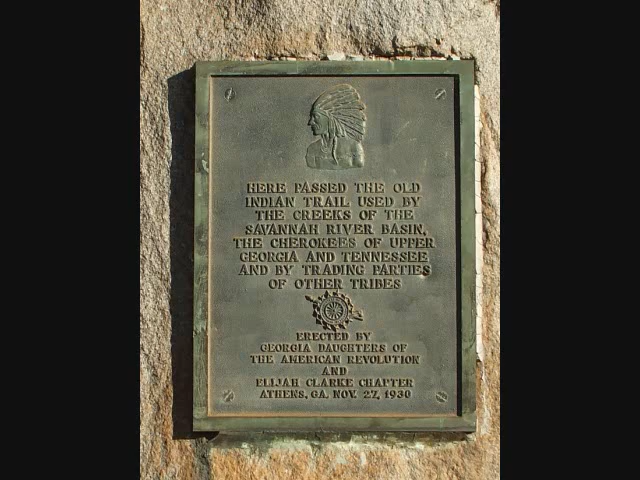 HERE PASSED THE OLD
INDIAN TRAIL USED BY
THE CREEKS OF THE
SAVANNAH RIVER BASIN,
THE CHEROKEES OF UPPER
GEORGIA AND TENNESSEE
AND BY TRADING PARTIES
OF OTHER TRIBES
ERECTED BY
GEORGIA DAUGHTERS OF
THE AMERICAN REVOLUTION
AND
ELIJAH CLARKE CHAPTER
ATHENS, GA. NOV. 27, 1930